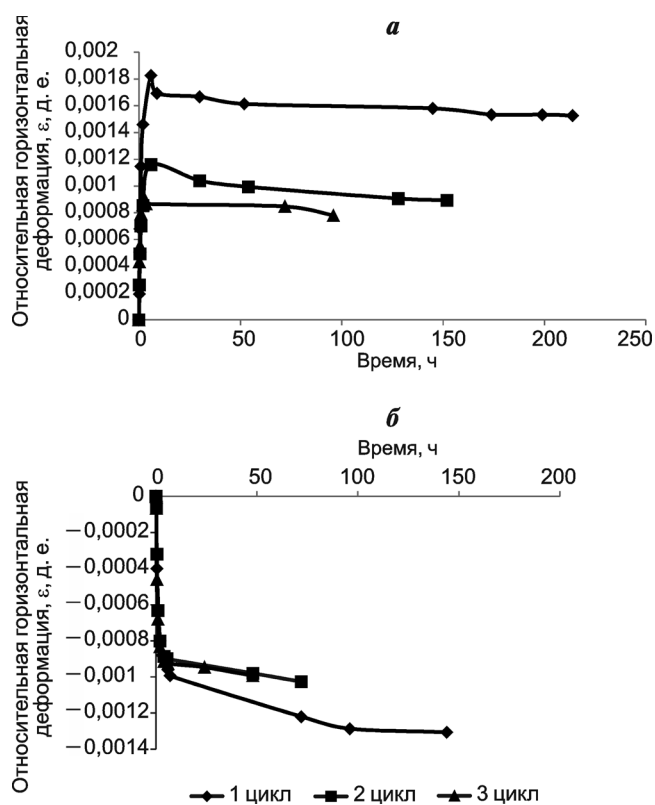 а
Относительная горизонтальная
деформация, ε, д. е.
0,002
0,0018
0,0016
0,0014
0,0012
0,001
0,0008
0,0006
0,0004
0,0002
0
0 50 100 150 200 250
Время, ч
б
Время, ч
0 50 100 150 200
Относительная горизонтальная
деформация, ε, д. е.
0
−0,0002
−0,0004
−0,0006
−0,0008
−0,001
−0,0012
−0,0014
1 цикл 2 цикл 3 цикл